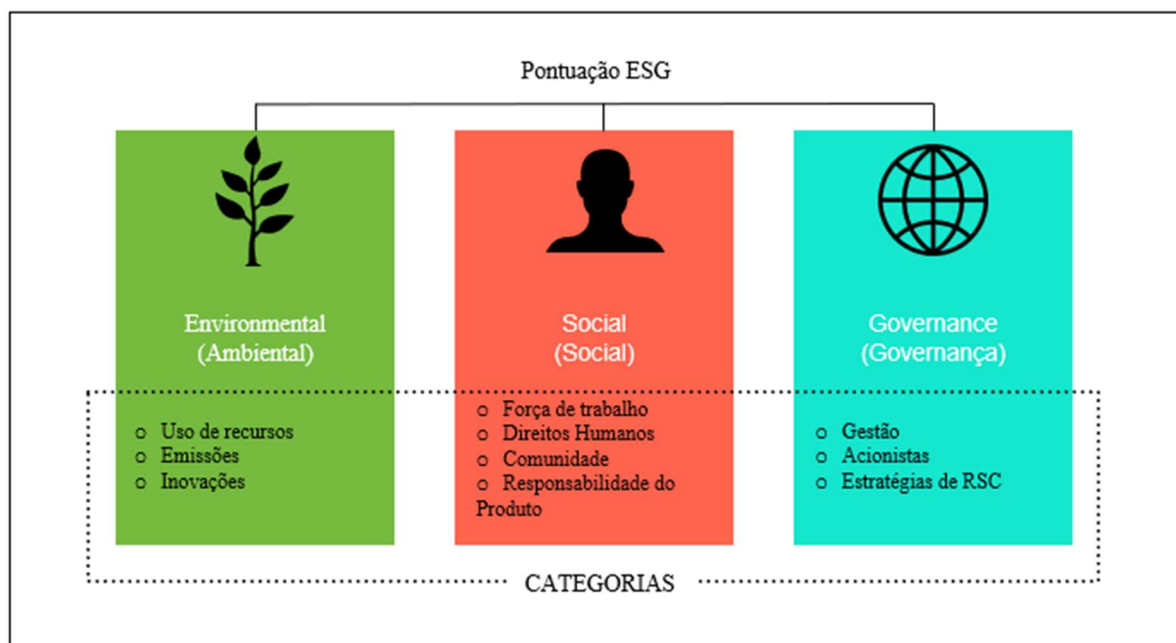 Pontuação ESG
Environmental
(Ambiental)
o Uso de recursos
o Emissões
o Inovações
Social
(Social)
o Força de trabalho
o Direitos Humanos
o Comunidade
o Responsabilidade do
Produto
Governance
(Governança)
o Gestão
o Acionistas
o Estratégias de RSC
CATEGORIAS